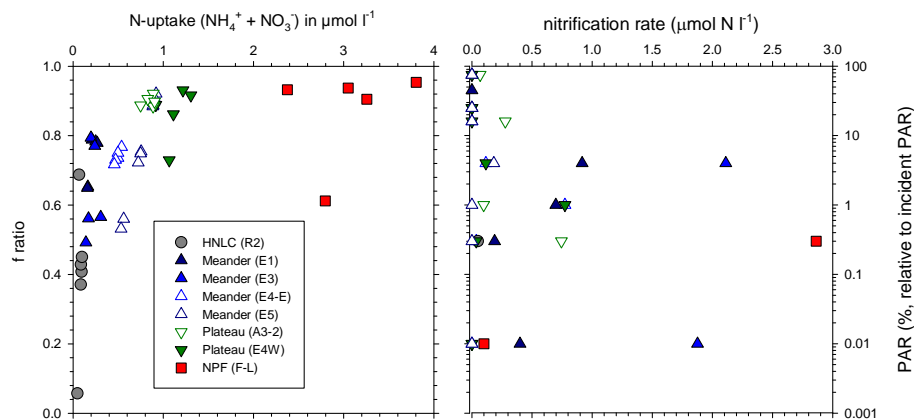 N-uptake (NH₄⁺ + NO₃⁻) in µmol l⁻¹
0 1 2 3 4
f ratio
1.0
0.8
0.6
0.4
0.2
0.0
HNLC (R2)
Meander (E1)
Meander (E3)
Meander (E4-E)
Meander (E5)
Plateau (A3-2)
Plateau (E4W)
NPF (F-L)
nitrification rate (µmol N l⁻¹)
0.0 0.5 1.0 1.5 2.0 2.5 3.0
100
10
1
0.1
0.01
0.001
PAR (%, relative to incident PAR)